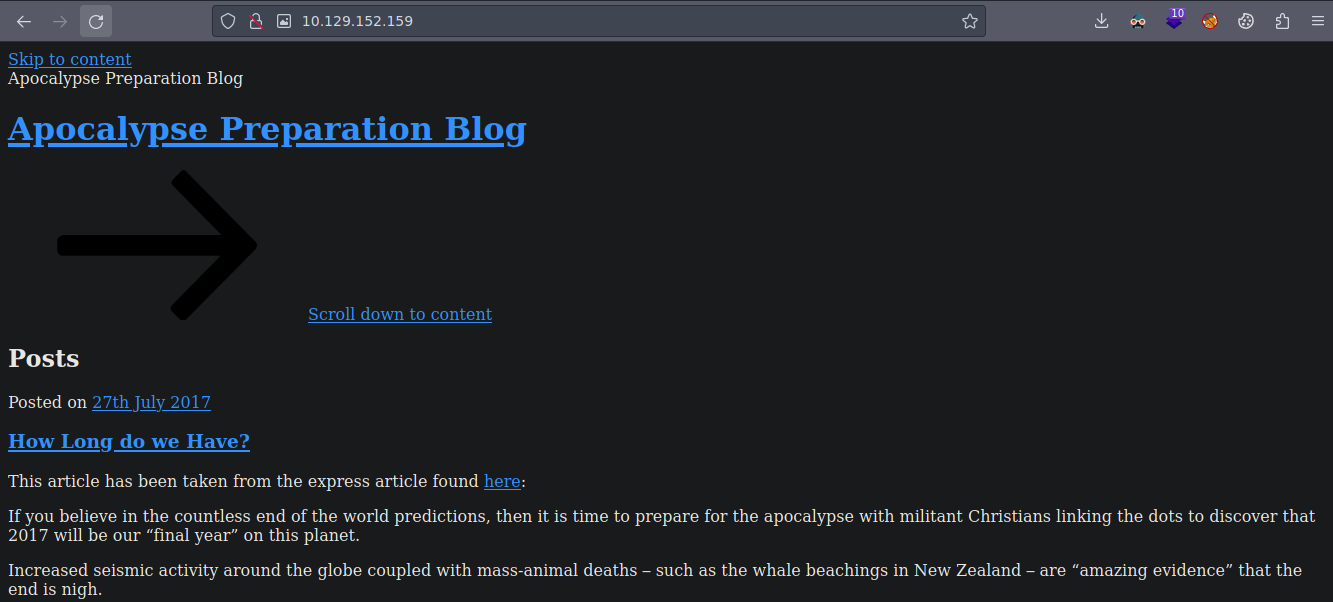 10.129.152.159
10
Skip to content
Apocalypse Preparation Blog
Apocalypse Preparation Blog
Scroll down to content
Posts
Posted on 27th July 2017
How Long do we Have?
This article has been taken from the express article found here:
If you believe in the countless end of the world predictions, then it is time to prepare for the apocalypse with militant Christians linking the dots to discover that
2017 will be our “final year” on this planet.
Increased seismic activity around the globe coupled with mass-animal deaths – such as the whale beachings in New Zealand – are “amazing evidence” that the
end is nigh.